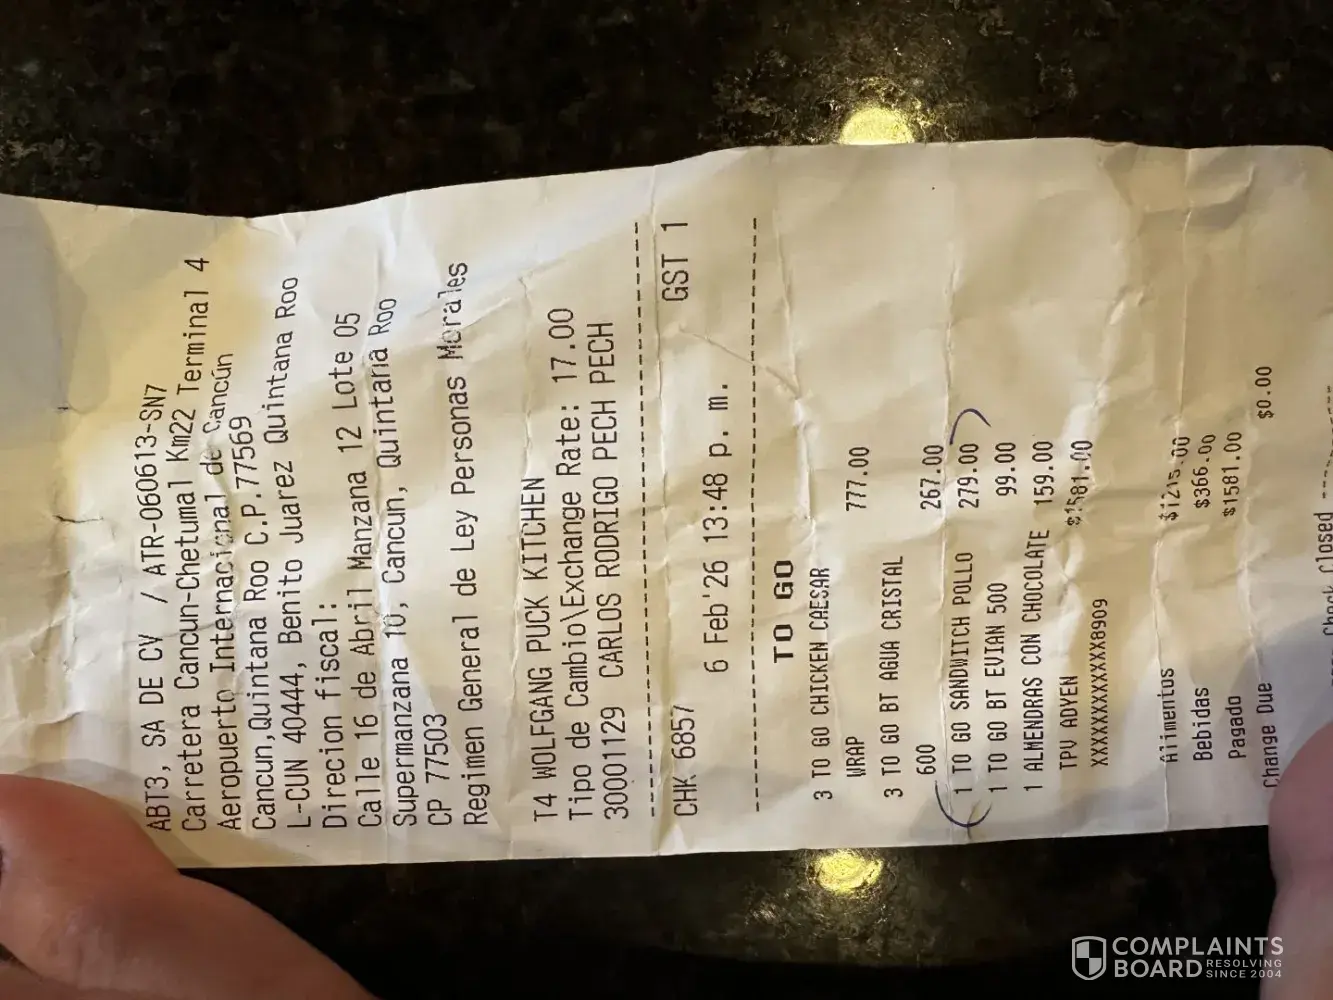 ABT3, SA DE CV / ATR-060613-SN7
Carretera Cancun-Chetumal Km22 Terminal 4
Aeropuerto Internacional de Cancún
Cancun,Quintana Roo C.P.77569
L-CUN 40444, Benito Juarez Quintana Roo
Direcion fiscal:
Calle 16 de Abril Manzana 12 Lote 05
Supermanzana 10, Cancun, Quintana Roo
CP 77503
Regimen General de Ley Personas Morales
T4 WOLFGANG PUCK KITCHEN
Tipo de Cambio\Exchange Rate: 17.00
30001129 CARLOS RODRIGO PECH PECH
CHK 6857 GST 1
6 Feb'26 13:48 p. m.
TO GO
3 TO GO CHICKEN CAESAR
WRAP 777.00
3 TO GO BT AGUA CRISTAL
600 267.00
1 TO GO SANDWITCH POLLO 279.00
1 TO GO BT EVIAN 500 99.00
1 ALMENDRAS CON CHOCOLATE 159.00
TPV ADYEN $1581.00
XXXXXXXXXXXX8909
Alimentos $1215.00
Bebidas $366.00
Pagado $1581.00
Change Due $0.00
Check Closed
COMPLAINTS
BOARD RESOLVING
SINCE 2004